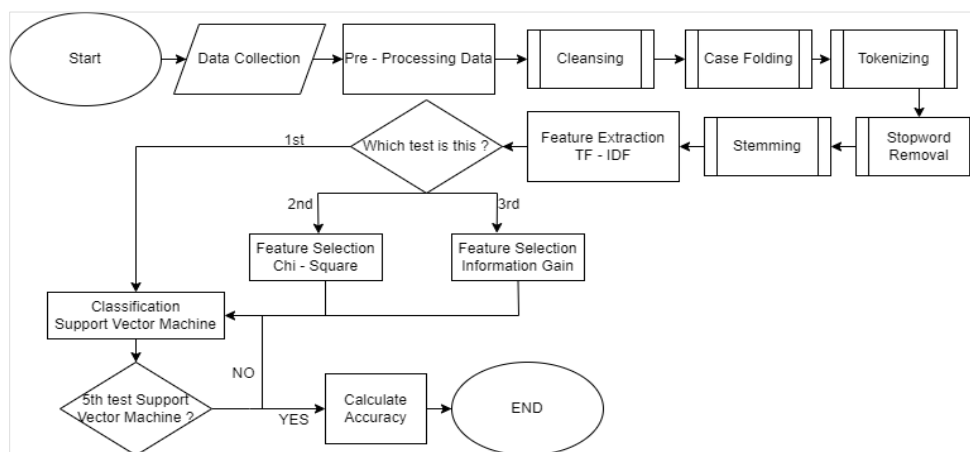 Start
Data Collection
Pre - Processing Data
Cleansing
Case Folding
Tokenizing
Stopword
Removal
Stemming
Feature Extraction
TF - IDF
Which test is this ?
1st
2nd
3rd
Feature Selection
Chi - Square
Feature Selection
Information Gain
Classification
Support Vector Machine
5th test Support
Vector Machine ?
NO
YES
Calculate
Accuracy
END